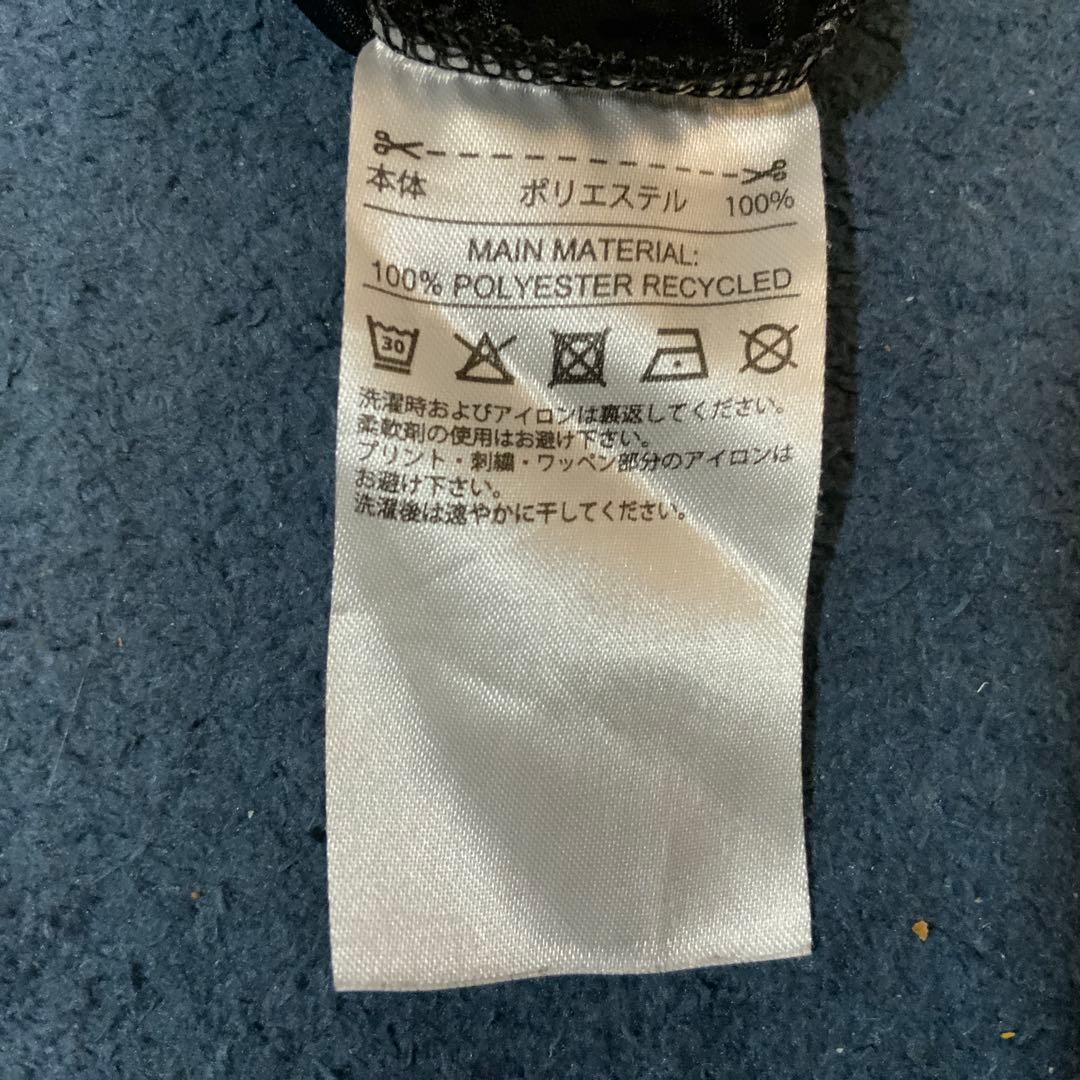 本体 ポリエステル 100%
MAIN MATERIAL:
100% POLYESTER RECYCLED
30
洗濯時およびアイロンは裏返してください。
柔軟剤の使用はお避け下さい。
プリント・刺繍・ワッペン部分のアイロンは
お避け下さい。
洗濯後は速やかに干してください。